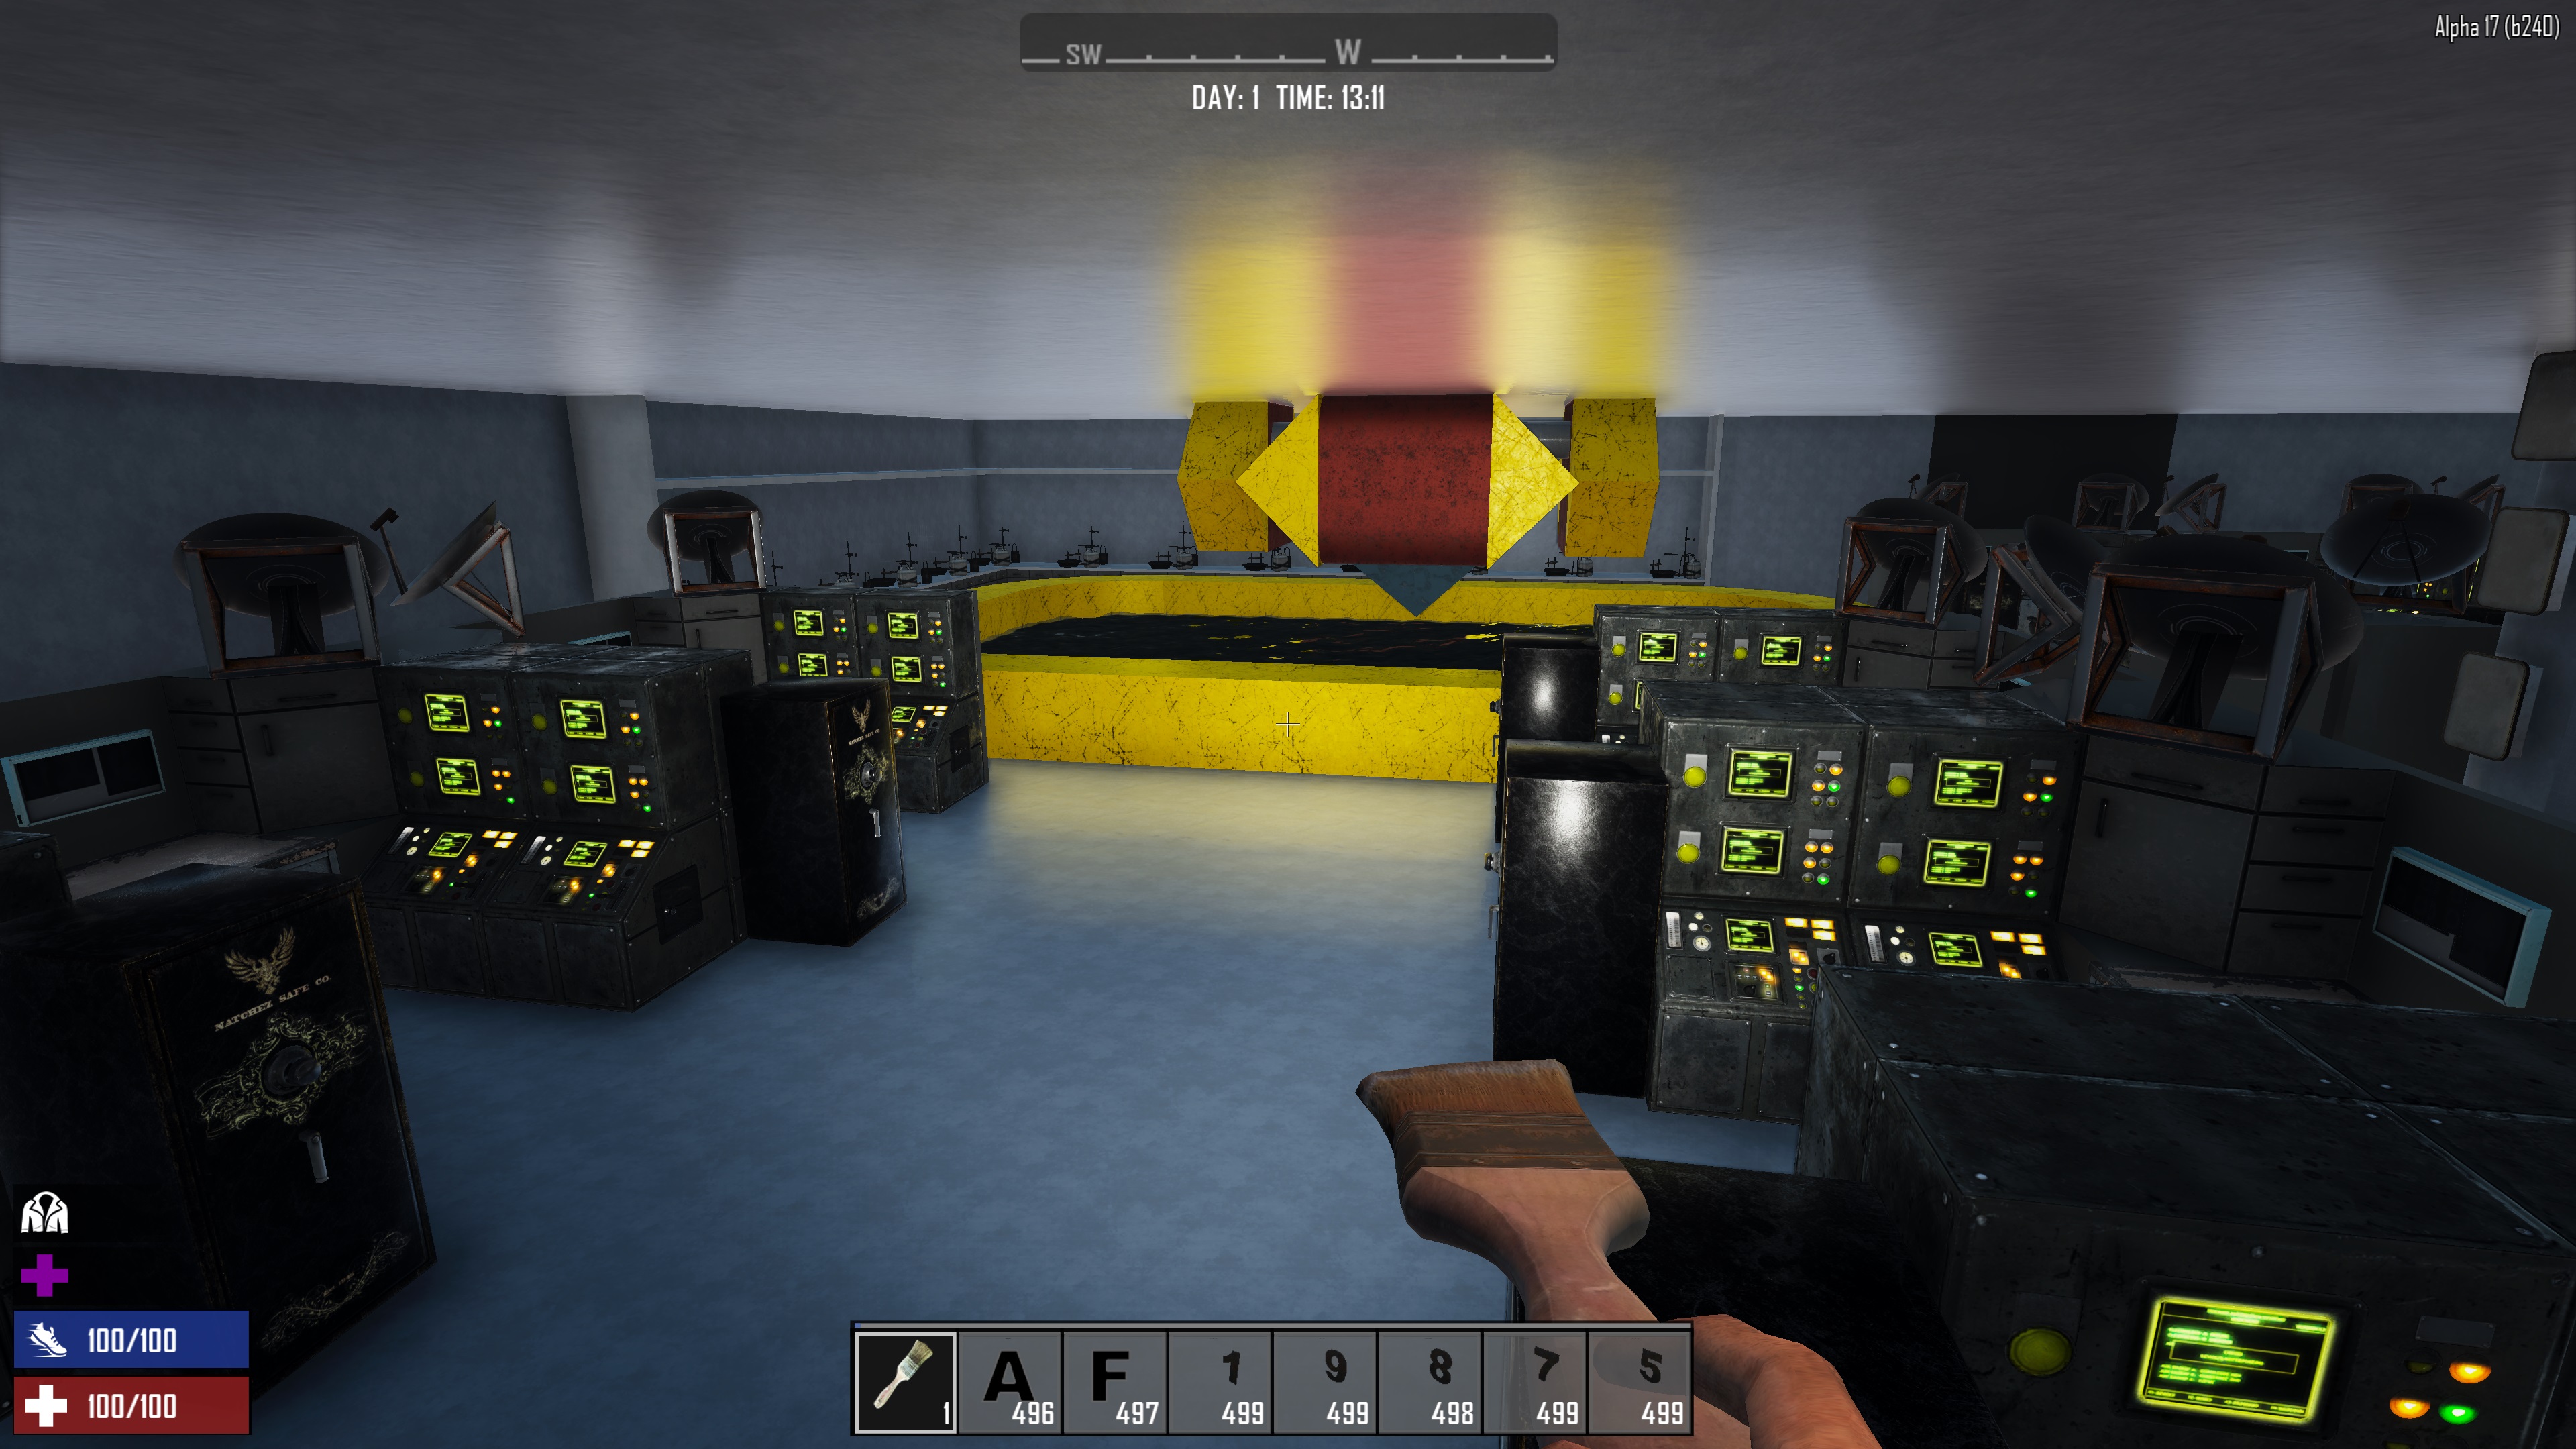 Alpha 17 (b240)
SW W
DAY: 1 TIME: 13:11
NATCHEZ SAFE CO.
100/100
100/100
1
A 496
F 497
1 499
9 499
8 498
7 499
5 499